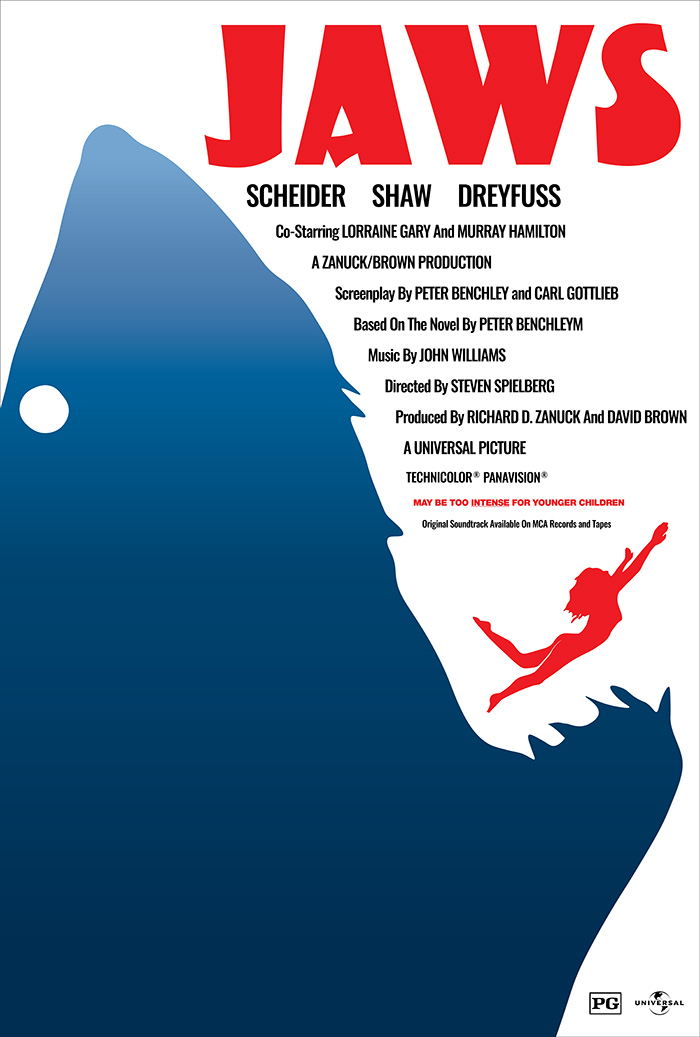 JAWS
SCHEIDER SHAW DREYFUSS
Co-Starring LORRAINE GARY And MURRAY HAMILTON
A ZANUCK/BROWN PRODUCTION
Screenplay By PETER BENCHLEY and CARL GOTTLIEB
Based On The Novel By PETER BENCHLEYM
Music By JOHN WILLIAMS
Directed By STEVEN SPIELBERG
Produced By RICHARD D. ZANUCK And DAVID BROWN
A UNIVERSAL PICTURE
TECHNICOLOR® PANAVISION®
MAY BE TOO INTENSE FOR YOUNGER CHILDREN
Original Soundtrack Available On MCA Records and Tapes
PG UNIVERSAL